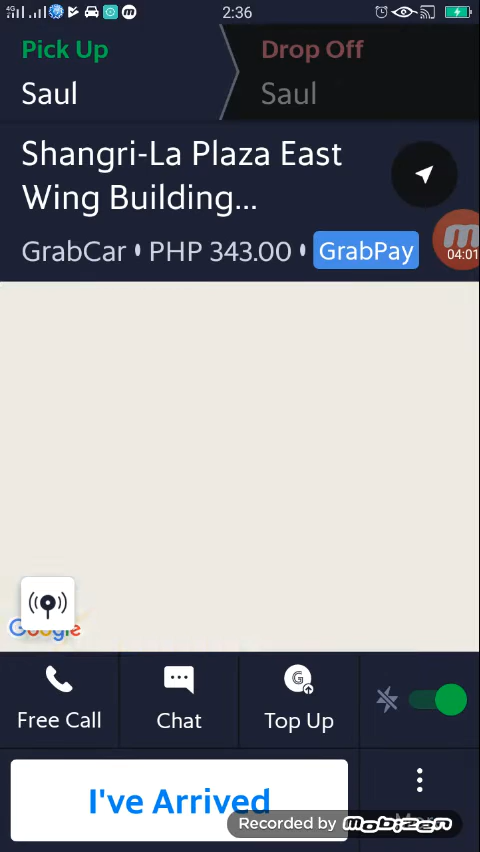 4G
2:36
Pick Up
Drop Off
Saul
Saul
Shangri-La Plaza East
Wing Building...
GrabCar • PHP 343.00 • GrabPay
04:01
Google
Free Call
Chat
Top Up
I've Arrived
Recorded by mobizen